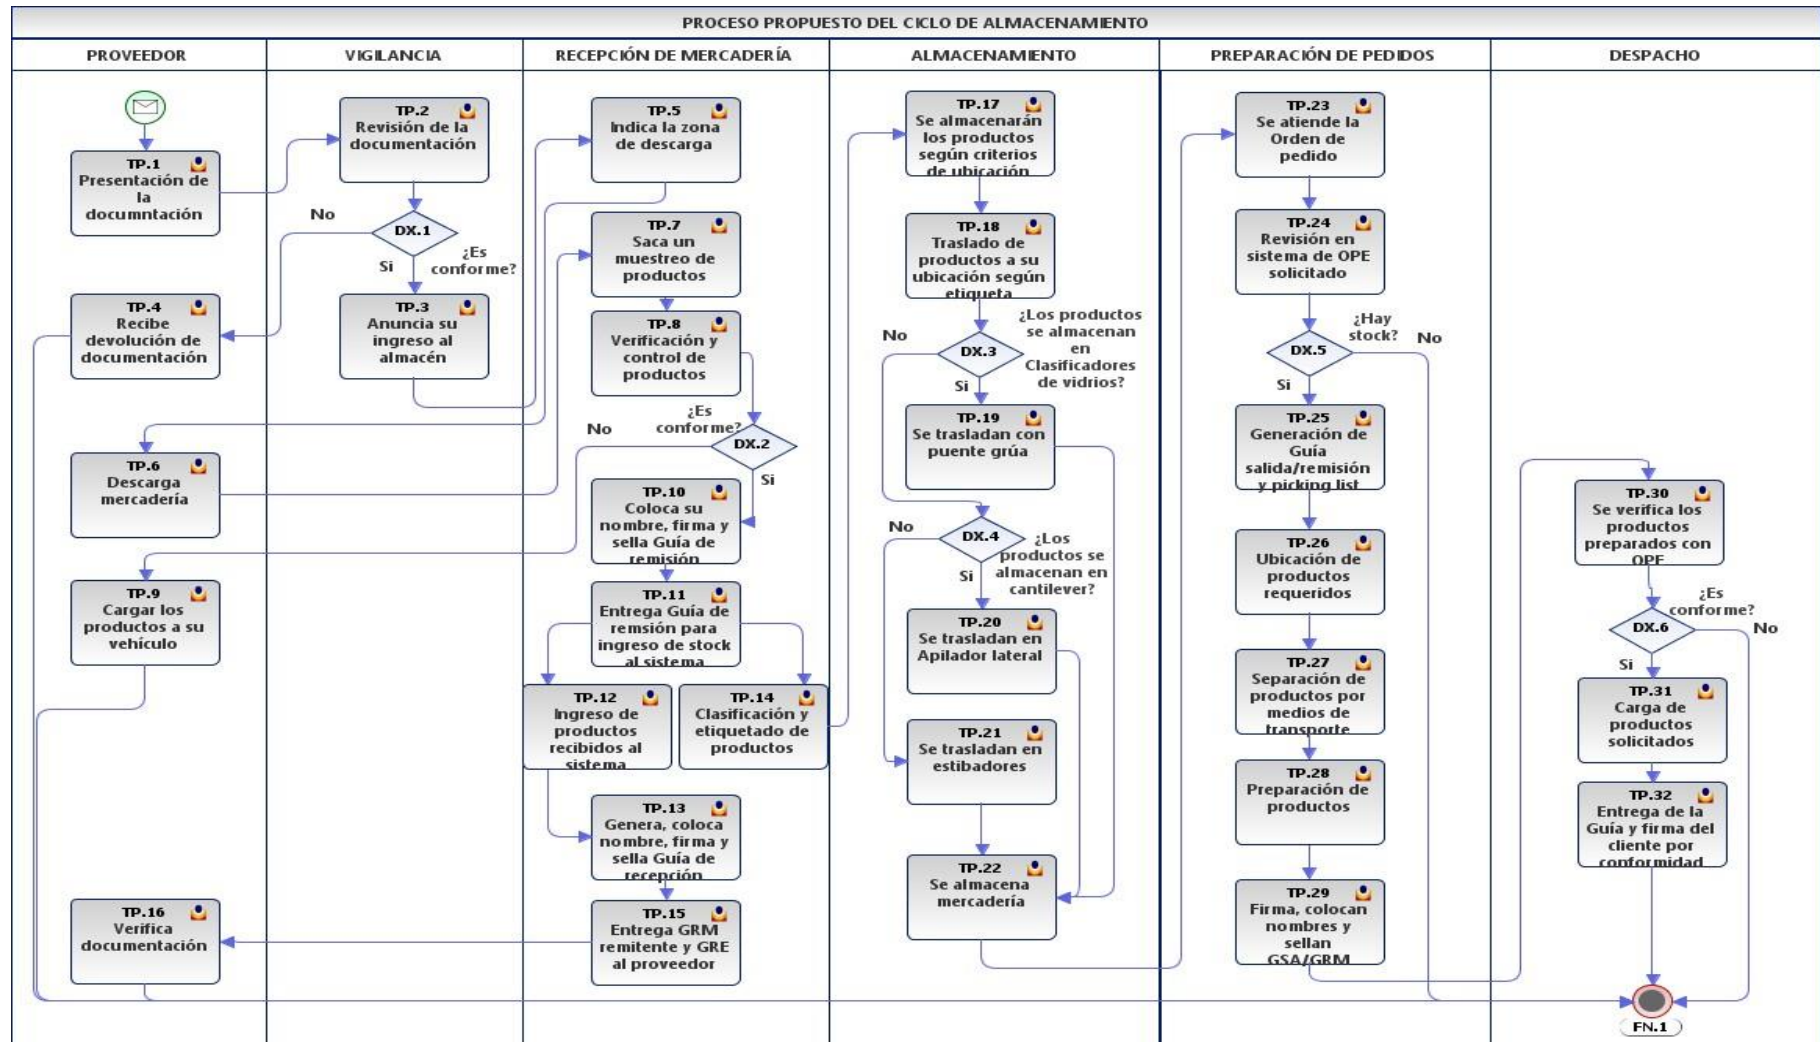 PROCESO PROPUESTO DEL CICLO DE ALMACENAMIENTO
PROVEEDOR
VIGILANCIA
RECEPCIÓN DE MERCADERÍA
ALMACENAMIENTO
PREPARACIÓN DE PEDIDOS
DESPACHO
TP.1
Presentación de
la
documntación
TP.4
Recibe
devolución de
documentación
TP.6
Descarga
mercadería
TP.9
Cargar los
productos a su
vehículo
TP.16
Verifica
documentación
TP.2
Revisión de la
documentación
No
DX.1
¿Es
conforme?
Si
TP.3
Anuncia su
ingreso al
almacén
TP.5
Indica la zona
de descarga
TP.7
Saca un
muestreo de
productos
TP.8
Verificación y
control de
productos
¿Es
conforme?
No
DX.2
Si
TP.10
Coloca su
nombre, firma y
sella Guía de
remisión
TP.11
Entrega Guía de
remsión para
ingreso de stock
al sistema
TP.12
Ingreso de
productos
recibidos al
sistema
TP.14
Clasificación y
etiquetado de
productos
TP.13
Genera, coloca
nombre, firma y
sella Guía de
recepción
TP.15
Entrega GRM
remitente y GRE
al proveedor
TP.17
Se almacenarán
los productos
según criterios
de ubicación
TP.18
Traslado de
productos a su
ubicación según
etiqueta
¿Los productos
se almacenan
en
Clasificadores
de vidrios?
No
DX.3
Si
TP.19
Se trasladan con
puente grúa
No
DX.4
¿Los
productos se
almacenan en
cantilever?
Si
TP.20
Se trasladan en
Apilador lateral
TP.21
Se trasladan en
estibadores
TP.22
Se almacena
mercadería
TP.23
Se atiende la
Orden de
pedido
TP.24
Revisión en
sistema de OPE
solicitado
¿Hay
stock?
No
DX.5
Si
TP.25
Generación de
Guía
salida/remisión
y picking list
TP.26
Ubicación de
productos
requeridos
TP.27
Separación de
productos por
medios de
transporte
TP.28
Preparación de
productos
TP.29
Firma, colocan
nombres y
sellan
GSA/GRM
TP.30
Se verifica los
productos
preparados con
OPE
¿Es
conforme?
DX.6
No
Si
TP.31
Carga de
productos
solicitados
TP.32
Entrega de la
Guía y firma del
cliente por
conformidad
FN.1